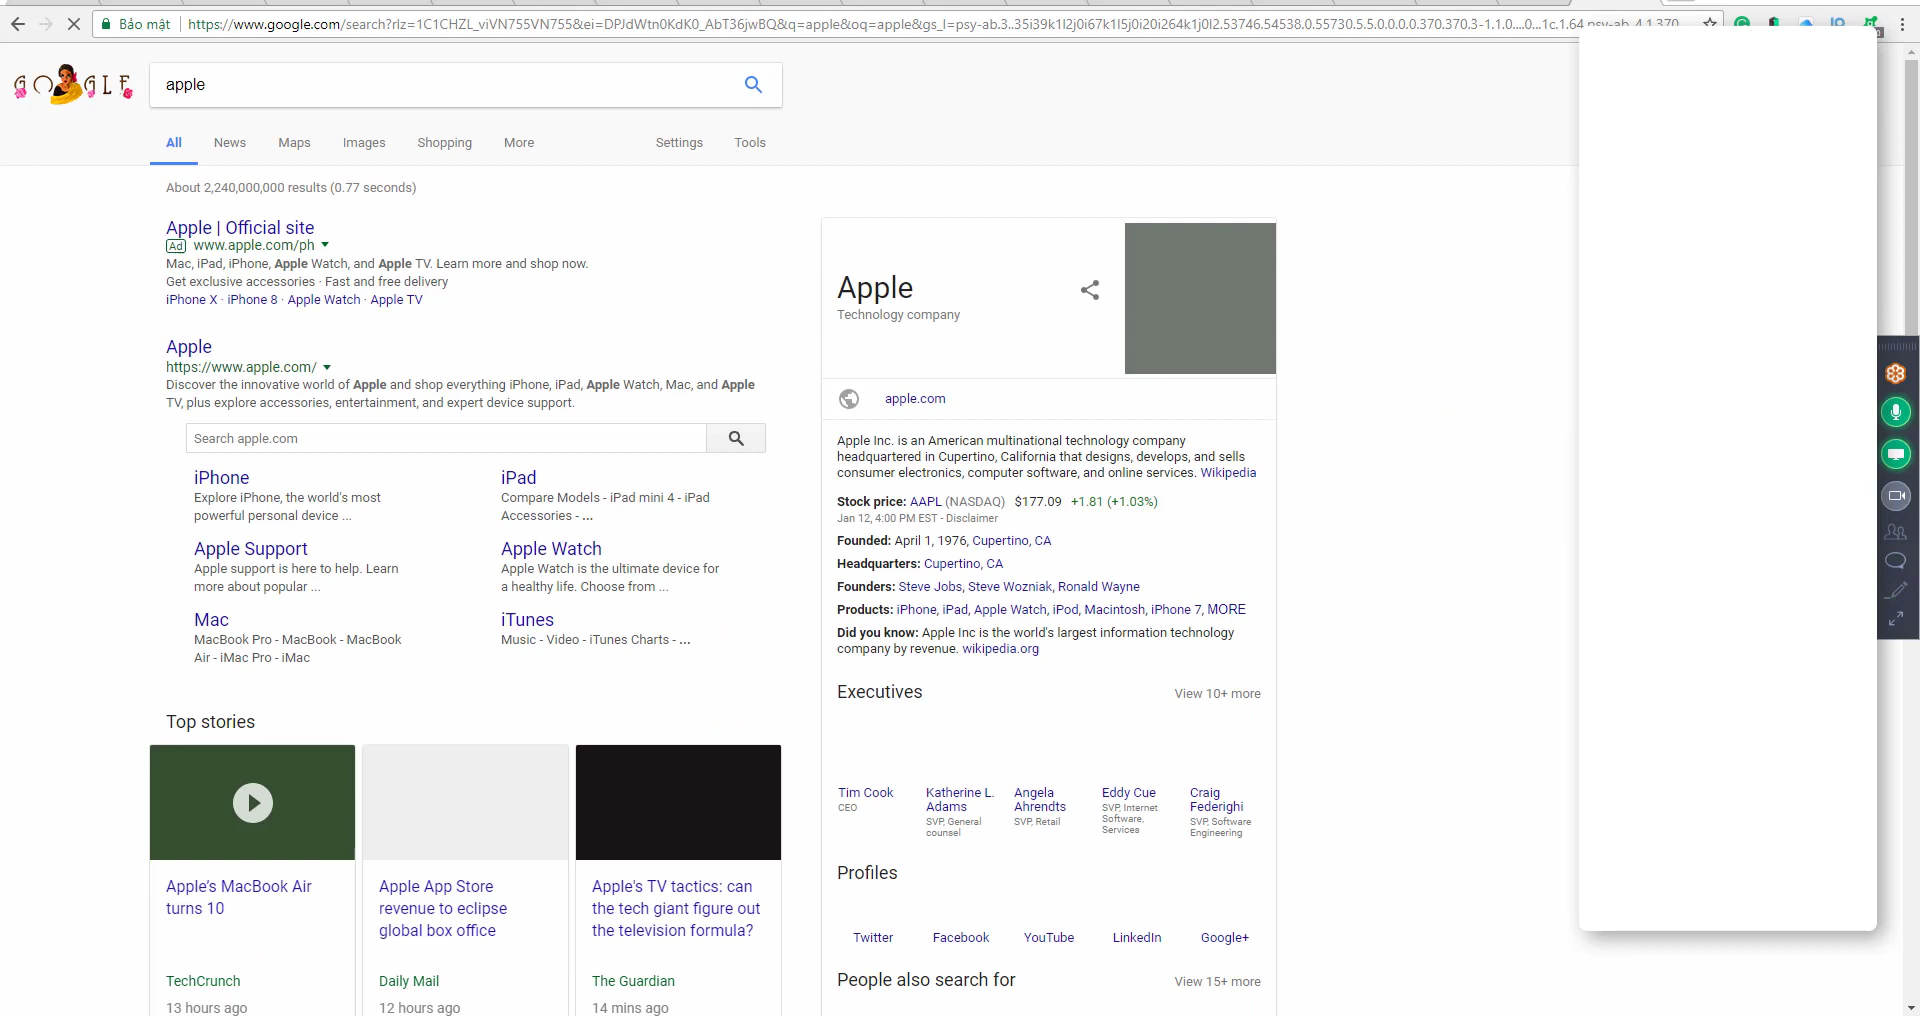 Bảo mật
https://www.google.com/search?rlz=1C1CHZL_viVN755VN755&ei=DPJdWtn0KdK0_AbT36jwBQ&q=apple&oq=apple&gs_l=psy-ab.3..35i39k1l2j0i67k1l5j0i20i264k1j0l2.53746.54538.0.55730.5.5.0.0.0.0.370.370.3-1.1.0....0...1c.1.64.psy-ab..4.1.370
GOOGLE
apple
All News Maps Images Shopping More Settings Tools
About 2,240,000,000 results (0.77 seconds)
Apple | Official site
Ad www.apple.com/ph
Mac, iPad, iPhone, Apple Watch, and Apple TV. Learn more and shop now.
Get exclusive accessories · Fast and free delivery
iPhone X · iPhone 8 · Apple Watch · Apple TV
Apple
https://www.apple.com/
Discover the innovative world of Apple and shop everything iPhone, iPad, Apple Watch, Mac, and Apple
TV, plus explore accessories, entertainment, and expert device support.
Search apple.com
iPhone
Explore iPhone, the world's most
powerful personal device ...
iPad
Compare Models - iPad mini 4 - iPad
Accessories - ...
Apple Support
Apple support is here to help. Learn
more about popular ...
Apple Watch
Apple Watch is the ultimate device for
a healthy life. Choose from ...
Mac
MacBook Pro - MacBook - MacBook
Air - iMac Pro - iMac
iTunes
Music - Video - iTunes Charts - ...
Top stories
Apple's MacBook Air
turns 10
TechCrunch
13 hours ago
Apple App Store
revenue to eclipse
global box office
Daily Mail
12 hours ago
Apple's TV tactics: can
the tech giant figure out
the television formula?
The Guardian
14 mins ago
Apple
Technology company
apple.com
Apple Inc. is an American multinational technology company
headquartered in Cupertino, California that designs, develops, and sells
consumer electronics, computer software, and online services. Wikipedia
Stock price: AAPL (NASDAQ) $177.09 +1.81 (+1.03%)
Jan 12, 4:00 PM EST - Disclaimer
Founded: April 1, 1976, Cupertino, CA
Headquarters: Cupertino, CA
Founders: Steve Jobs, Steve Wozniak, Ronald Wayne
Products: iPhone, iPad, Apple Watch, iPod, Macintosh, iPhone 7, MORE
Did you know: Apple Inc is the world's largest information technology
company by revenue. wikipedia.org
Executives View 10+ more
Tim Cook
CEO
Katherine L.
Adams
SVP, General
counsel
Angela
Ahrendts
SVP, Retail
Eddy Cue
SVP, Internet
Software,
Services
Craig
Federighi
SVP, Software
Engineering
Profiles
Twitter Facebook YouTube LinkedIn Google+
People also search for View 15+ more